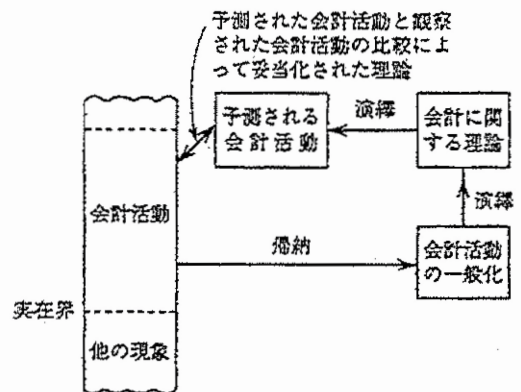 予測された会計活動と観察
された会計活動の比較によ
って妥当化された理論
予測される
会計活動
演繹
会計に関
する理論
演繹
会計活動
帰納
会計活動
の一般化
実在界
他の現象